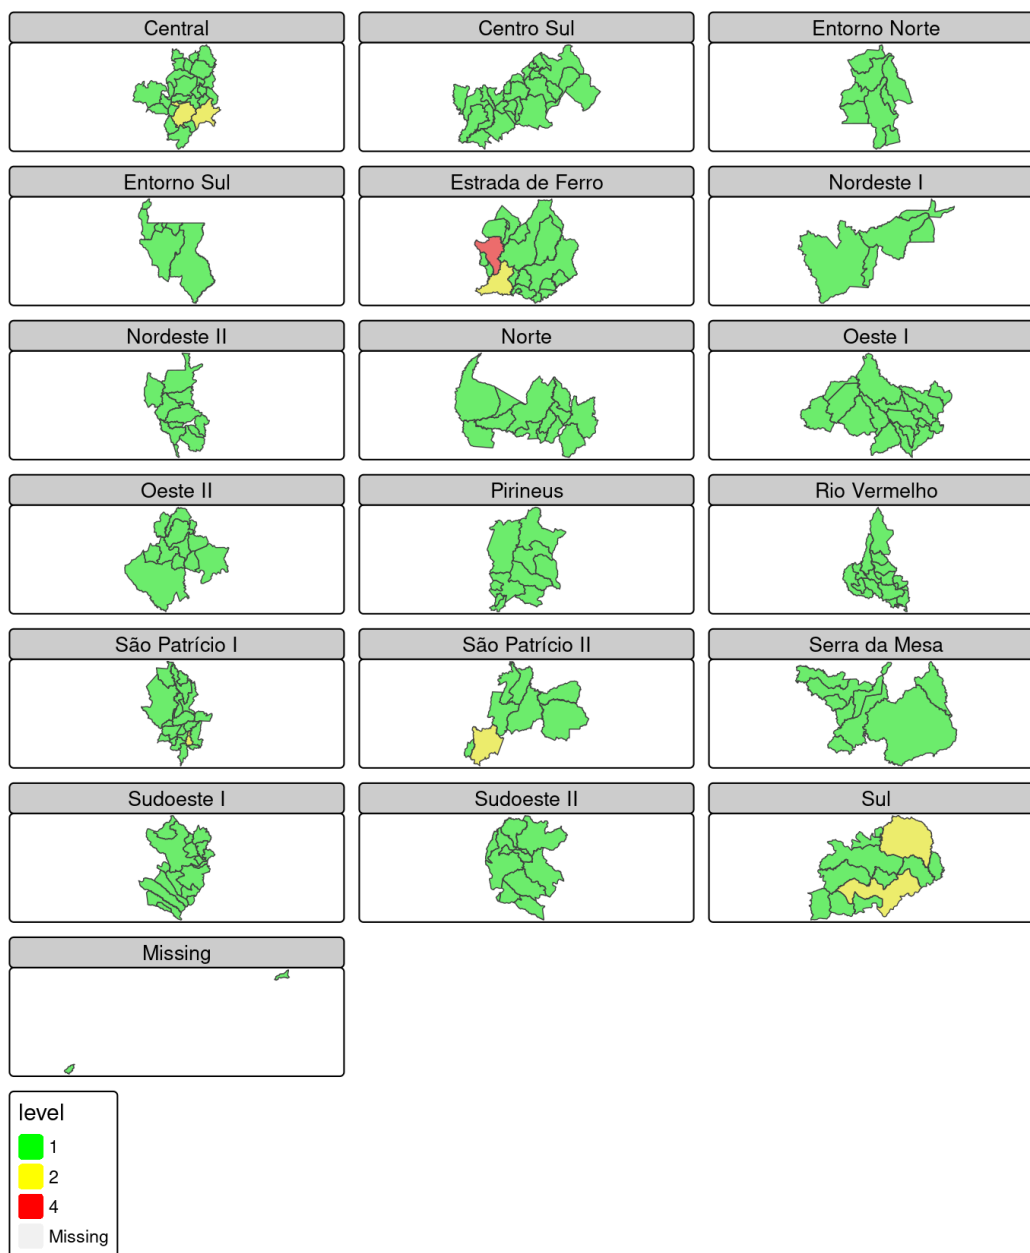 Central
Centro Sul
Entorno Norte
Entorno Sul
Estrada de Ferro
Nordeste I
Nordeste II
Norte
Oeste I
Oeste II
Pirineus
Rio Vermelho
São Patrício I
São Patrício II
Serra da Mesa
Sudoeste I
Sudoeste II
Sul
Missing
level
1
2
4
Missing